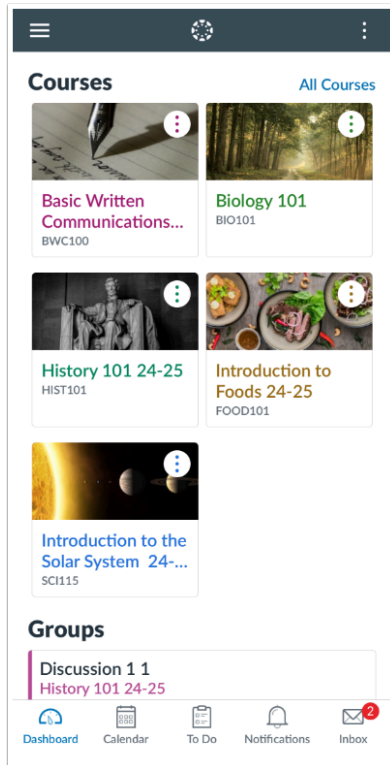 Courses
All Courses
Basic Written
Communications...
BWC100
Biology 101
BIO101
History 101 24-25
HIST101
Introduction to
Foods 24-25
FOOD101
Introduction to the
Solar System 24-...
SCI115
Groups
Discussion 1 1
History 101 24-25
2
Dashboard
Calendar
To Do
Notifications
Inbox